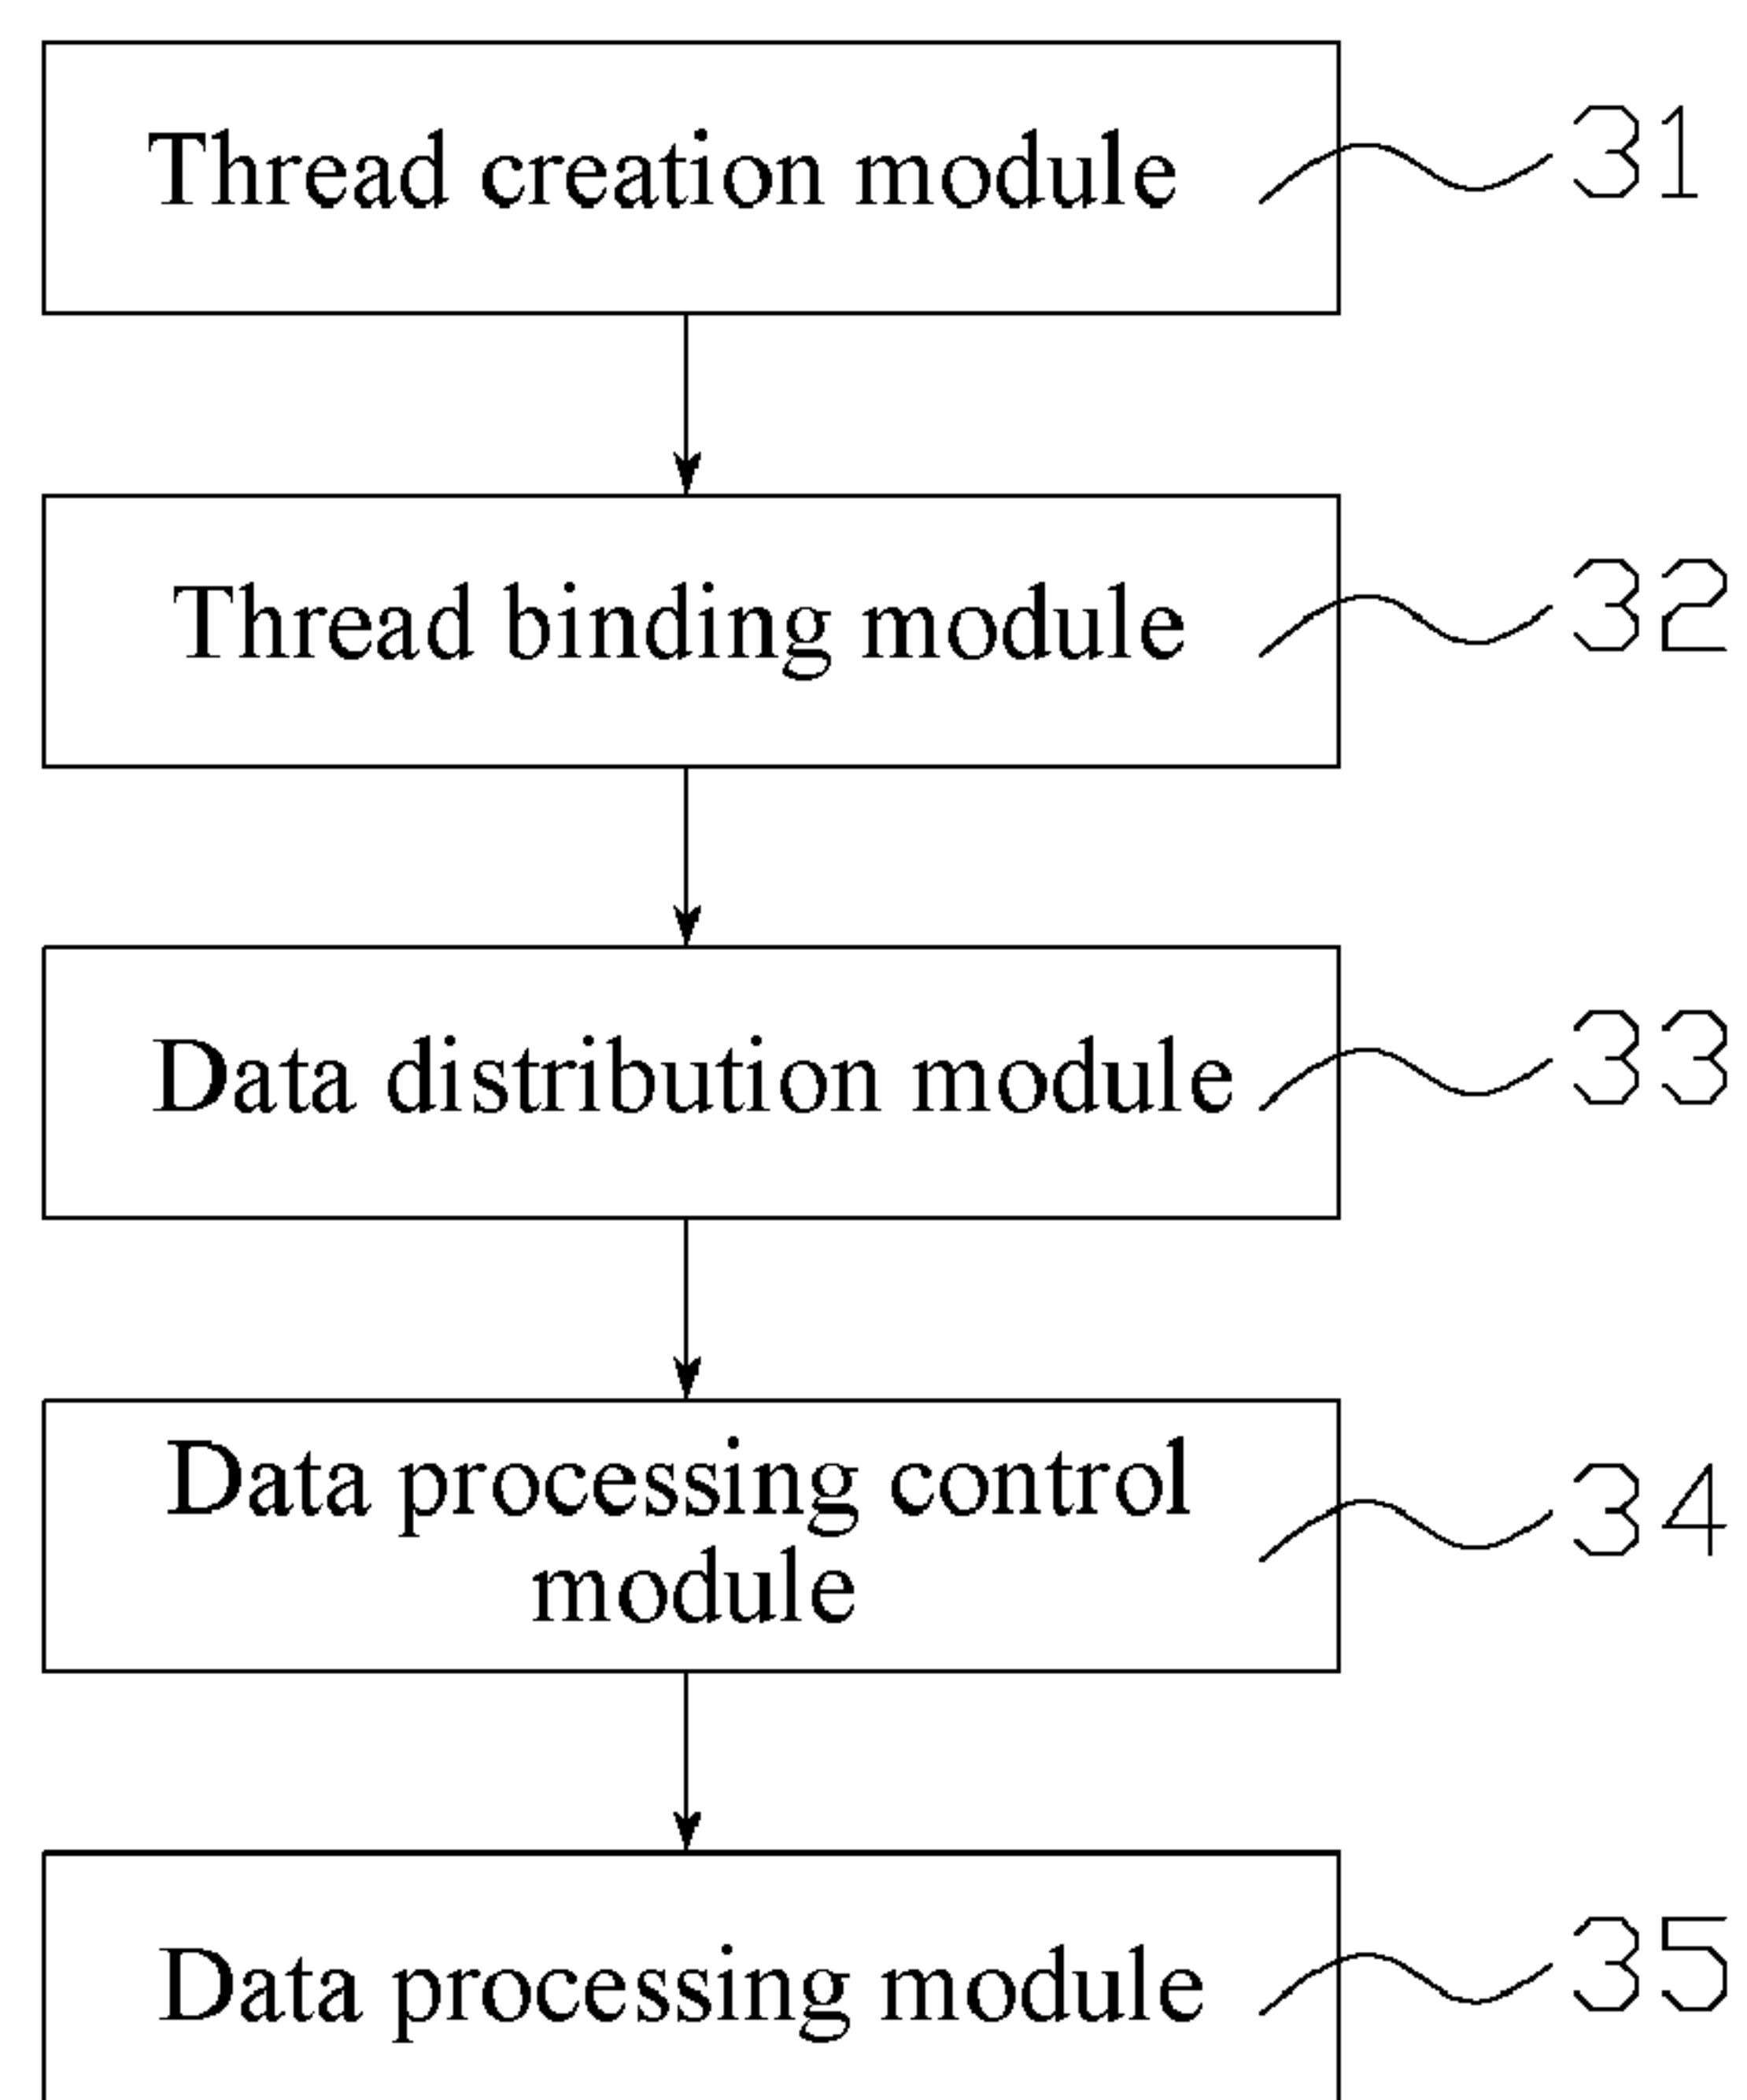 Thread creation module 31
Thread binding module 32
Data distribution module 33
Data processing control 34
module
Data processing module 35